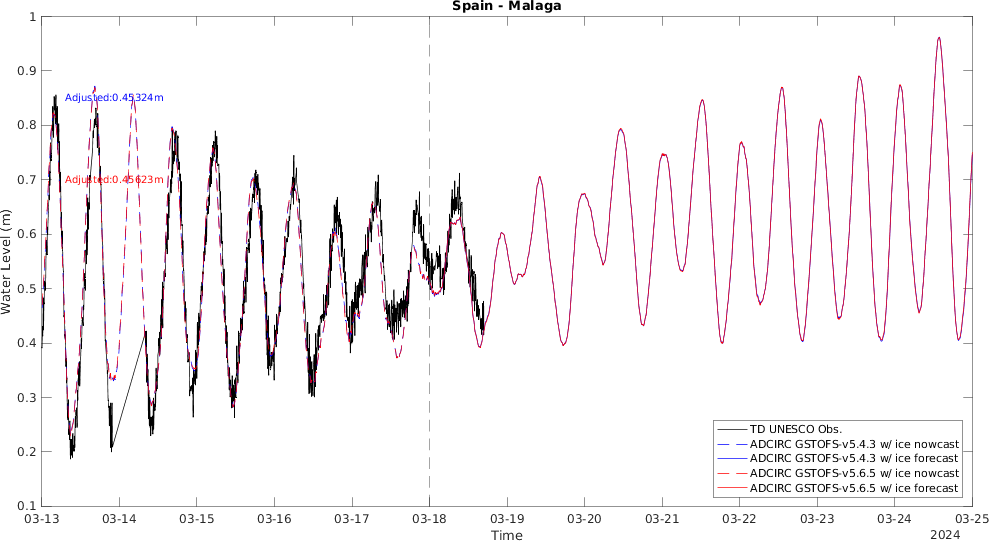 Spain - Malaga
1
0.9
0.8
0.7
0.6
0.5
0.4
0.3
0.2
0.1
Water Level (m)
Adjusted:0.45324m
Adjusted:0.45623m
TD UNESCO Obs.
ADCIRC GSTOFS-v5.4.3 w/ ice nowcast
ADCIRC GSTOFS-v5.4.3 w/ ice forecast
ADCIRC GSTOFS-v5.6.5 w/ ice nowcast
ADCIRC GSTOFS-v5.6.5 w/ ice forecast
03-13 03-14 03-15 03-16 03-17 03-18 03-19 03-20 03-21 03-22 03-23 03-24 03-25
Time
2024